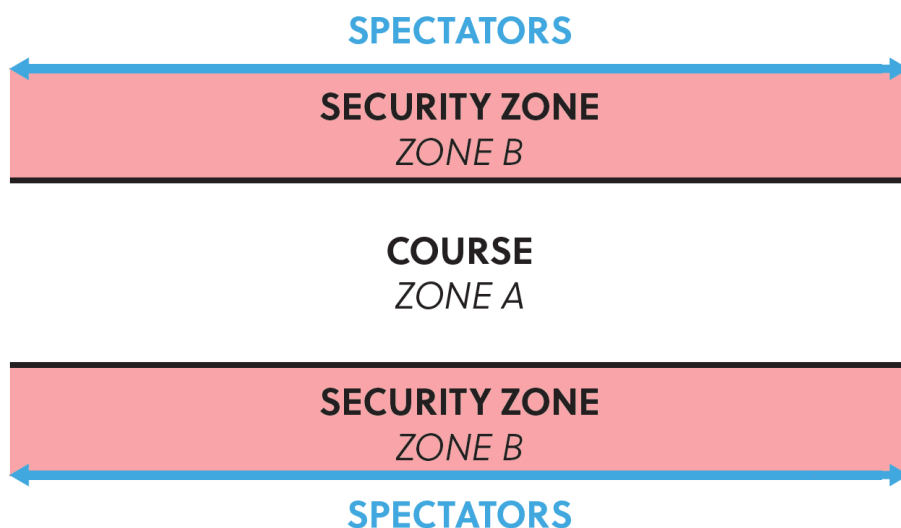 SPECTATORS
SECURITY ZONE
ZONE B
COURSE
ZONE A
SECURITY ZONE
ZONE B
SPECTATORS